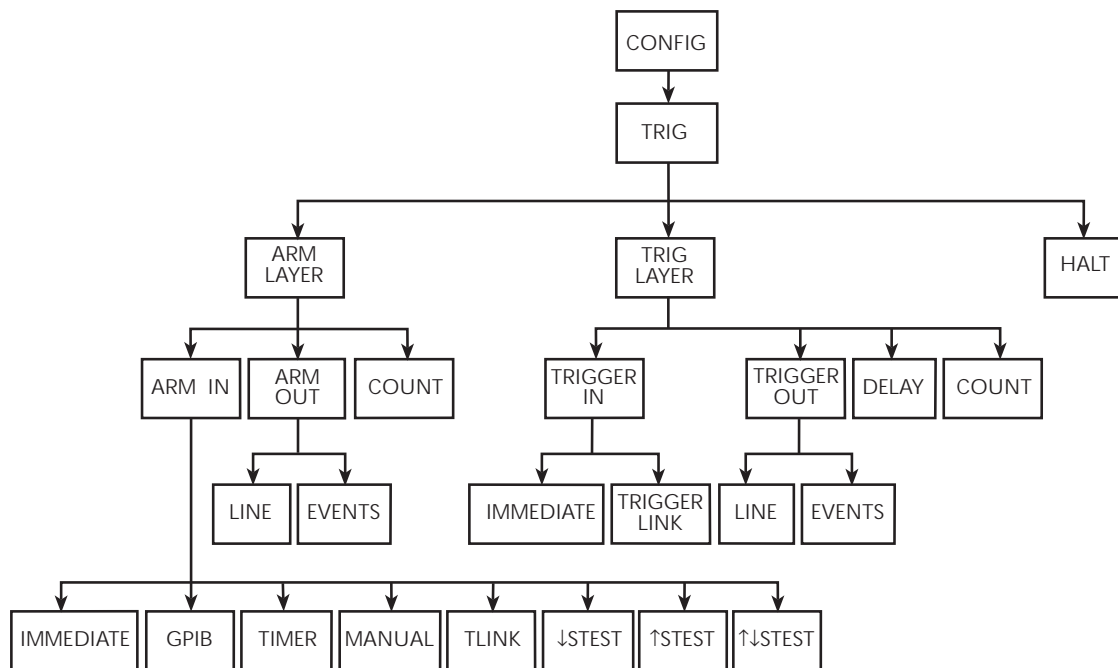 CONFIG
TRIG
ARM
LAYER
TRIG
LAYER
HALT
ARM IN
ARM
OUT
COUNT
TRIGGER
IN
TRIGGER
OUT
DELAY
COUNT
LINE
EVENTS
IMMEDIATE
TRIGGER
LINK
LINE
EVENTS
IMMEDIATE
GPIB
TIMER
MANUAL
TLINK
↓STEST
↑STEST
↑↓STEST